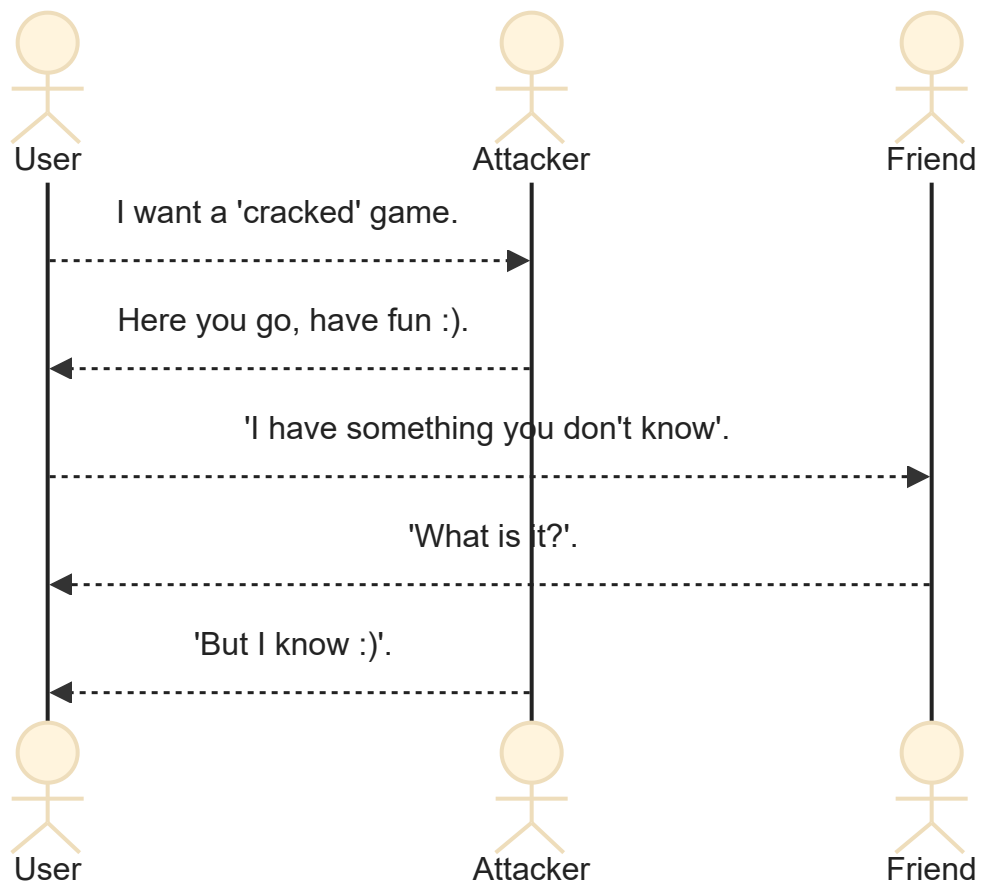 User Attacker Friend
I want a 'cracked' game.
Here you go, have fun :).
'I have something you don't know'.
'What is it?'.
'But I know :)'.
User Attacker Friend